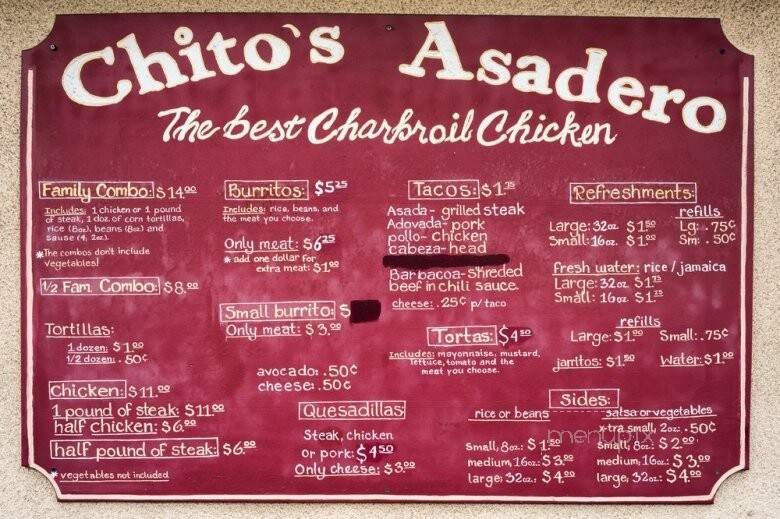 Chito's Asadero
The best Charbroil Chicken
Family Combo: $14.00
Includes: 1 chicken or 1 pound
of steak, 1 doz. of corn tortillas,
rice (8oz), beans (8oz) and
sause (4, 2oz).
*The combos don't include
vegetables!
1/2 Fam. Combo: $8.00
Tortillas:
1 dozen: $1.00
1/2 dozen: .50¢
Chicken: $11.00
1 pound of steak: $11.00
half chicken: $6.00
half pound of steak: $6.00
* vegetables not included
Burritos: $5.25
Includes: rice, beans, and
the meat you choose.
Only meat: $6.25
* add one dollar for
extra meat: $1.00
Small burrito: $
Only meat: $3.00
avocado: .50¢
cheese: .50¢
Quesadillas
Steak, chicken
or pork: $4.50
Only cheese: $3.00
Tacos: $1.75
Asada- grilled steak
Adovada- pork
pollo- chicken
cabeza- head
Barbacoa- shreded
beef in chili sauce
cheese: .25¢ p/taco
Tortas: $4.50
Includes: mayonnaise, mustard,
lettuce, tomato and the
meat you choose.
Refreshments:
refills
Large: 32oz $1.50 Lg: .75¢
Small: 16oz. $1.00 Sm: .50¢
fresh water: rice / jamaica
Large: 32oz $1.75
Small: 16oz $1.25
refills
Large: $1.00 Small: .75¢
jarritos: $1.50 Water: $1.00
Sides:
rice or beans salsa or vegetables
xtra small, 2oz: .50¢
small, 8oz: $1.50 small, 8oz: $2.00
medium, 16oz: $3.00 medium, 16oz: $3.00
large, 32oz: $4.00 large, 32oz: $4.00
menupix